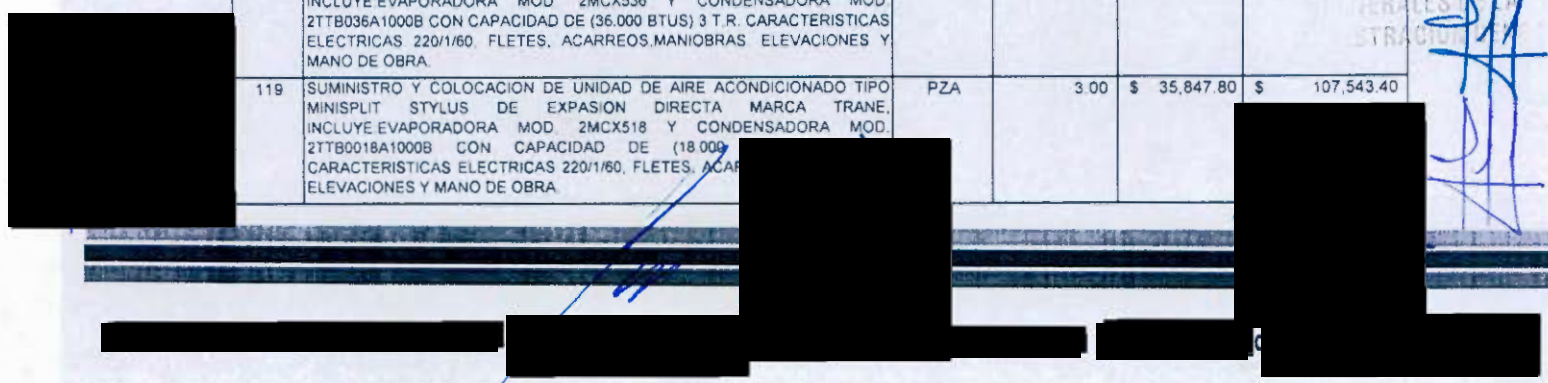 INCLUYE:EVAPORADORA MOD. 2MCX536 Y CONDENSADORA MOD.
2TTB036A1000B CON CAPACIDAD DE (36.000 BTUS) 3 T.R. CARACTERISTICAS
ELECTRICAS 220/1/60, FLETES, ACARREOS,MANIOBRAS ELEVACIONES Y
MANO DE OBRA.
119 SUMINISTRO Y COLOCACION DE UNIDAD DE AIRE ACONDICIONADO TIPO PZA 3.00 $ 35,847.80 $ 107,543.40
MINISPLIT STYLUS DE EXPASION DIRECTA MARCA TRANE,
INCLUYE:EVAPORADORA MOD. 2MCX518 Y CONDENSADORA MOD.
2TTB0018A1000B CON CAPACIDAD DE (18.000
CARACTERISTICAS ELECTRICAS 220/1/60, FLETES,
ELEVACIONES Y MANO DE OBRA.